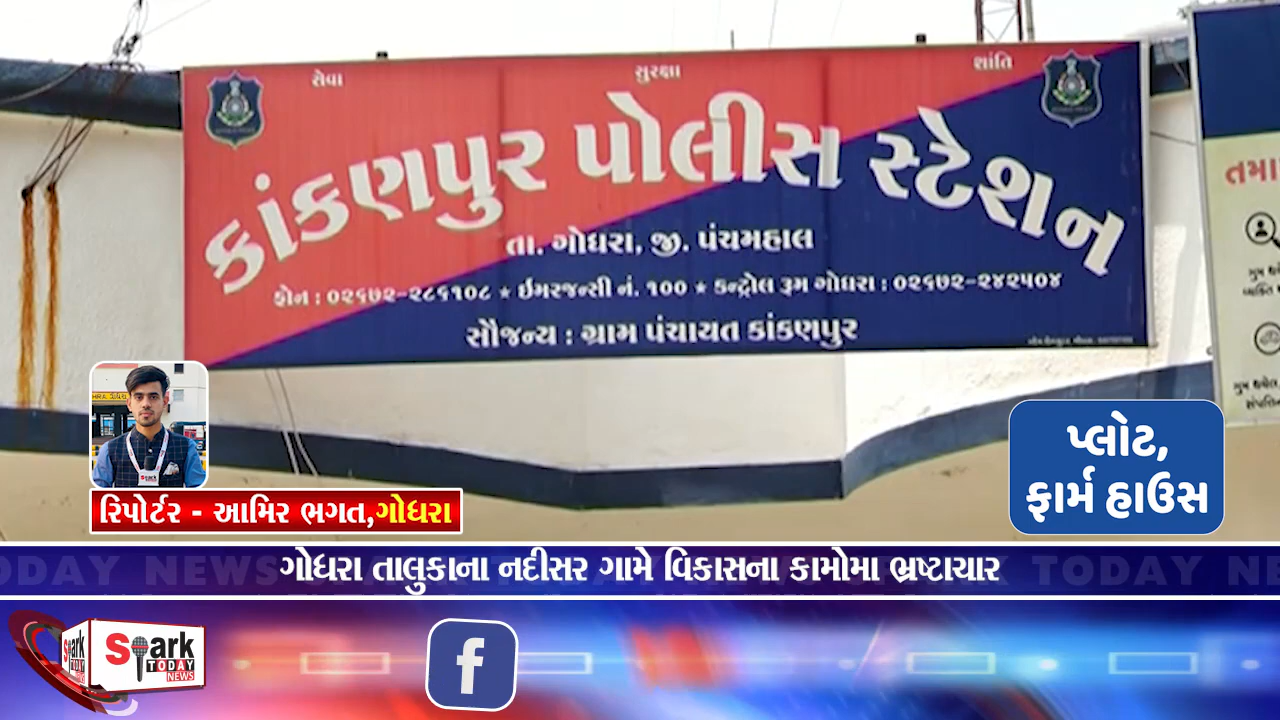 સેવા
સુરક્ષા
શાંતિ
કાંકણપુર પોલીસ સ્ટેશન
તા. ગોધરા, જી. પંચમહાલ
ફોન : ૦૨૬૭૨-૨૮૬૧૦૮ ★ ઈમરજન્સી નં. ૧૦૦ ★ કન્ટ્રોલ રૂમ ગોધરા : ૦૨૬૭૨-૨૪૨૫૦૪
સૌજન્ય : ગ્રામ પંચાયત કાંકણપુર
તમા
પ્લોટ,
ફાર્મ હાઉસ
રિપોર્ટર - આમિર ભગત,ગોધરા
ગોધરા તાલુકાના નદીસર ગામે વિકાસના કામોમા ભ્રષ્ટાચાર
Spark
TODAY
NEWS
f